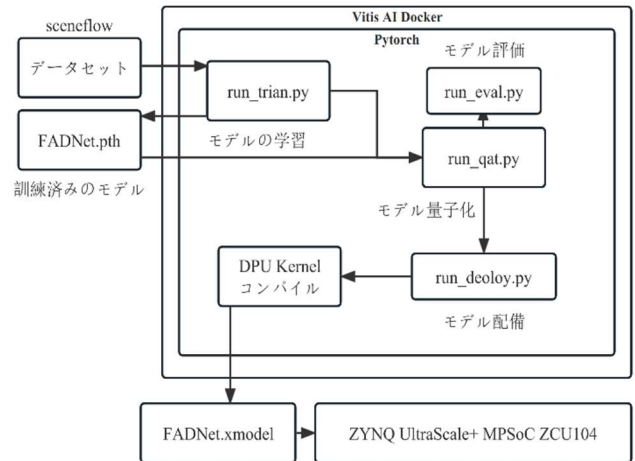 Vitis AI Docker
sceneflow
Pytorch
データセット
モデル評価
run_trian.py
run_eval.py
FADNet.pth
モデルの学習
run_qat.py
訓練済みのモデル
モデル量子化
DPU Kernel
コンパイル
run_deoloy.py
モデル配備
FADNet.xmodel
ZYNQ UltraScale+ MPSoC ZCU104